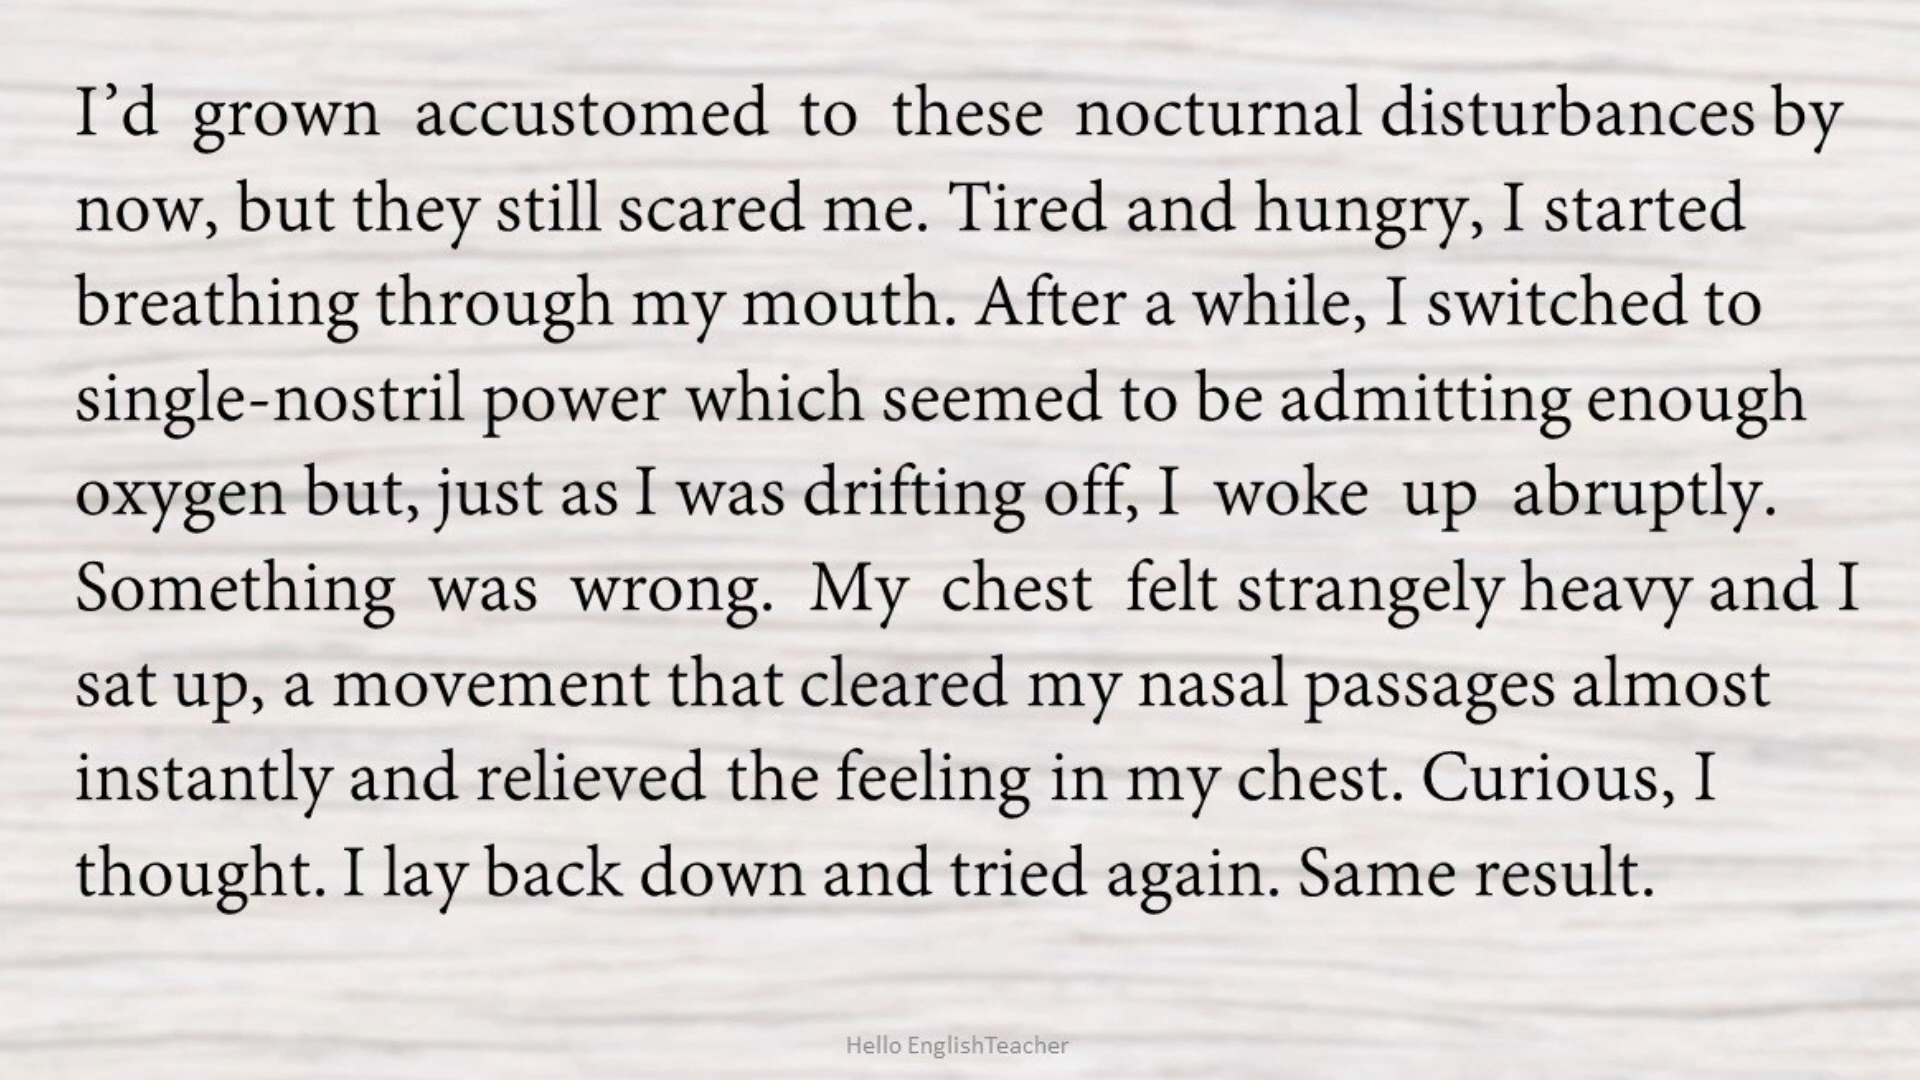 I’d grown accustomed to these nocturnal disturbances by
now, but they still scared me. Tired and hungry, I started
breathing through my mouth. After a while, I switched to
single-nostril power which seemed to be admitting enough
oxygen but, just as I was drifting off, I woke up abruptly.
Something was wrong. My chest felt strangely heavy and I
sat up, a movement that cleared my nasal passages almost
instantly and relieved the feeling in my chest. Curious, I
thought. I lay back down and tried again. Same result.
Hello EnglishTeacher